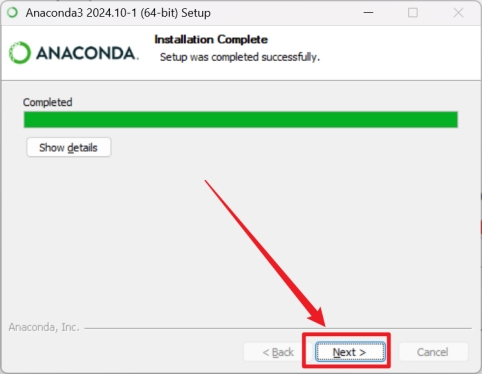 Anaconda3 2024.10-1 (64-bit) Setup
ANACONDA.
Installation Complete
Setup was completed successfully.
Completed
Show details
Anaconda, Inc.
< Back
Next >
Cancel